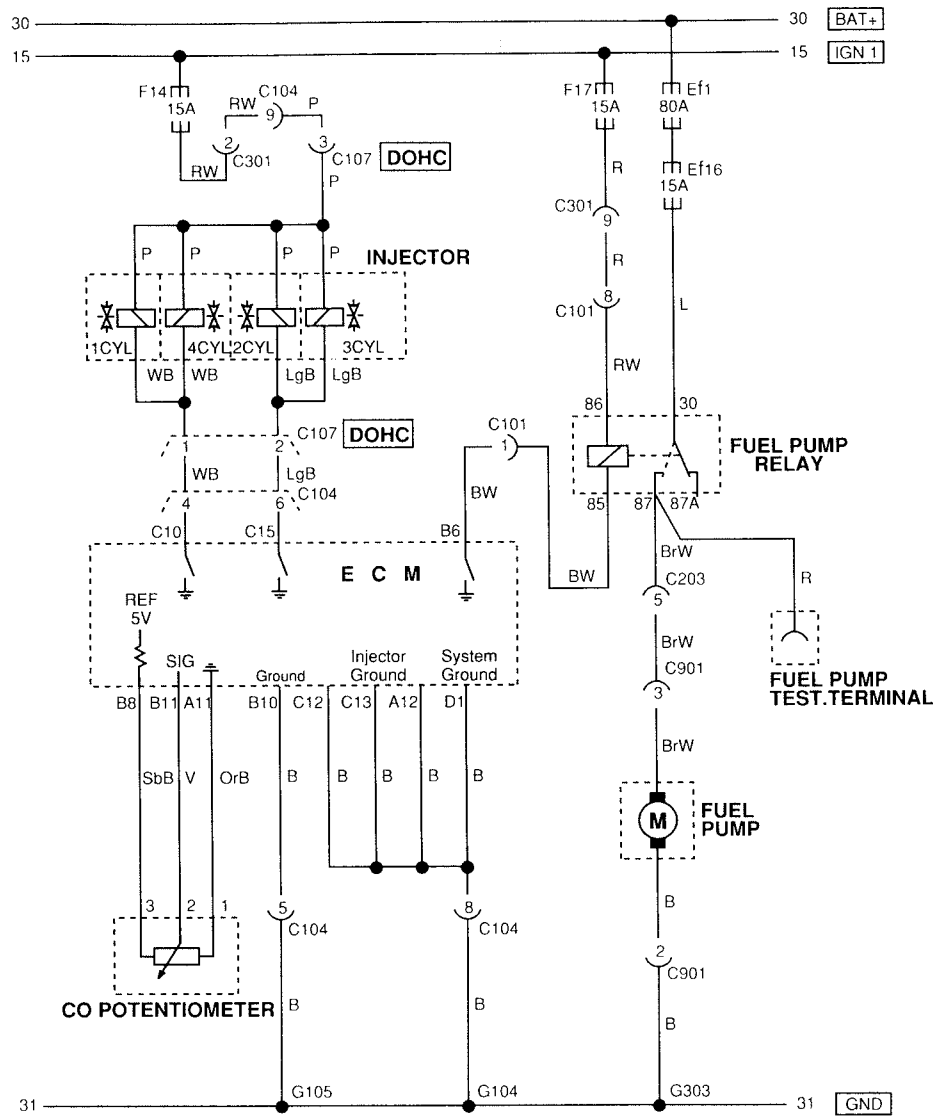 30 30 BAT+
15 15 IGN 1
F14 15A RW C104 P F17 15A Ef1 80A
9
2 3
RW C301 C107 DOHC Ef16 15A
P R
C301 9
P P P P INJECTOR R
8
C101 L
1CYL 4CYL 2CYL 3CYL
WB WB LgB LgB RW
86 30
1 2 C107 DOHC C101 1 FUEL PUMP
RELAY
WB LgB BW
C104 85 87 87A
4 6
C10 C15 B6 BrW
E C M BW C203 R
5
REF
5V BrW
SIG Ground Injector
Ground System
Ground C901
3
FUEL PUMP
TEST.TERMINAL
B8 B11 A11 B10 C12 C13 A12 D1
BrW
SbB V OrB B B B B B
M FUEL
PUMP
3 2 1 5 8 B
C104 C104
2
C901
CO POTENTIOMETER B B B
G105 G104 G303
31 31 GND